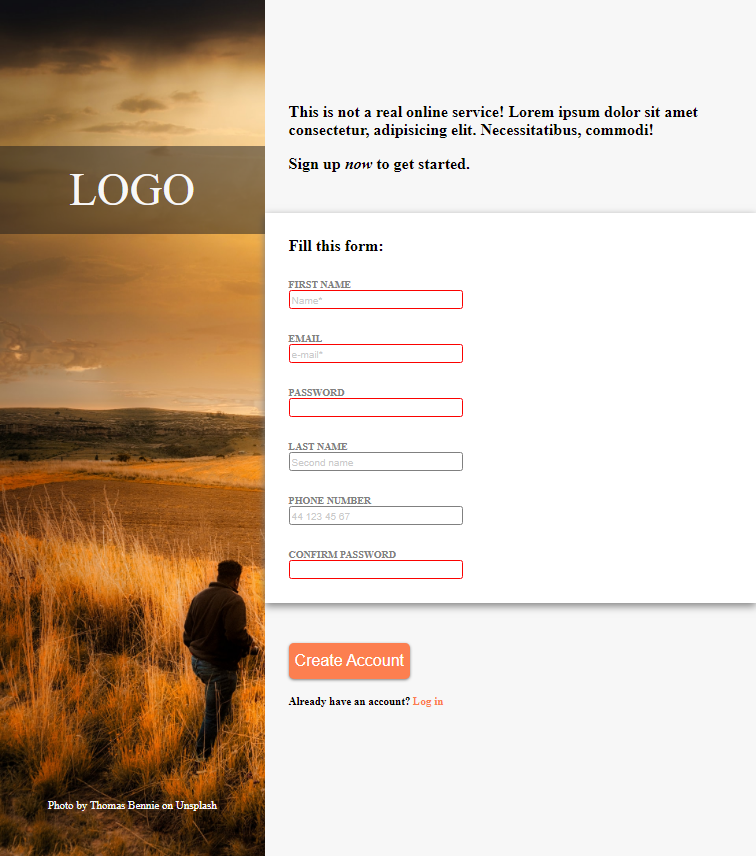 LOGO
Photo by Thomas Bennie on Unsplash
This is not a real online service! Lorem ipsum dolor sit amet
consectetur, adipisicing elit. Necessitatibus, commodi!
Sign up now to get started.
Fill this form:
FIRST NAME
Name*
EMAIL
e-mail*
PASSWORD
LAST NAME
Second name
PHONE NUMBER
44 123 45 67
CONFIRM PASSWORD
Create Account
Already have an account? Log in